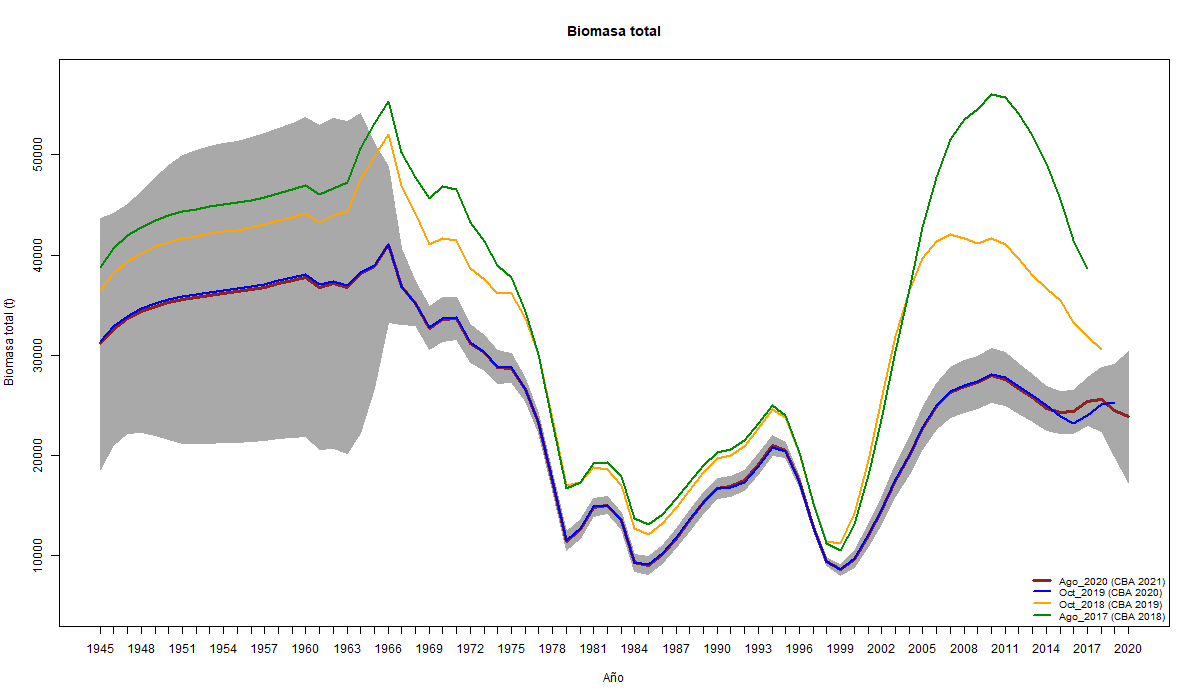 Biomasa total
Biomasa total (t)
50000
40000
30000
20000
10000
Ago_2020 (CBA 2021)
Oct_2019 (CBA 2020)
Oct_2018 (CBA 2019)
Ago_2017 (CBA 2018)
1945 1948 1951 1954 1957 1960 1963 1966 1969 1972 1975 1978 1981 1984 1987 1990 1993 1996 1999 2002 2005 2008 2011 2014 2017 2020
Año